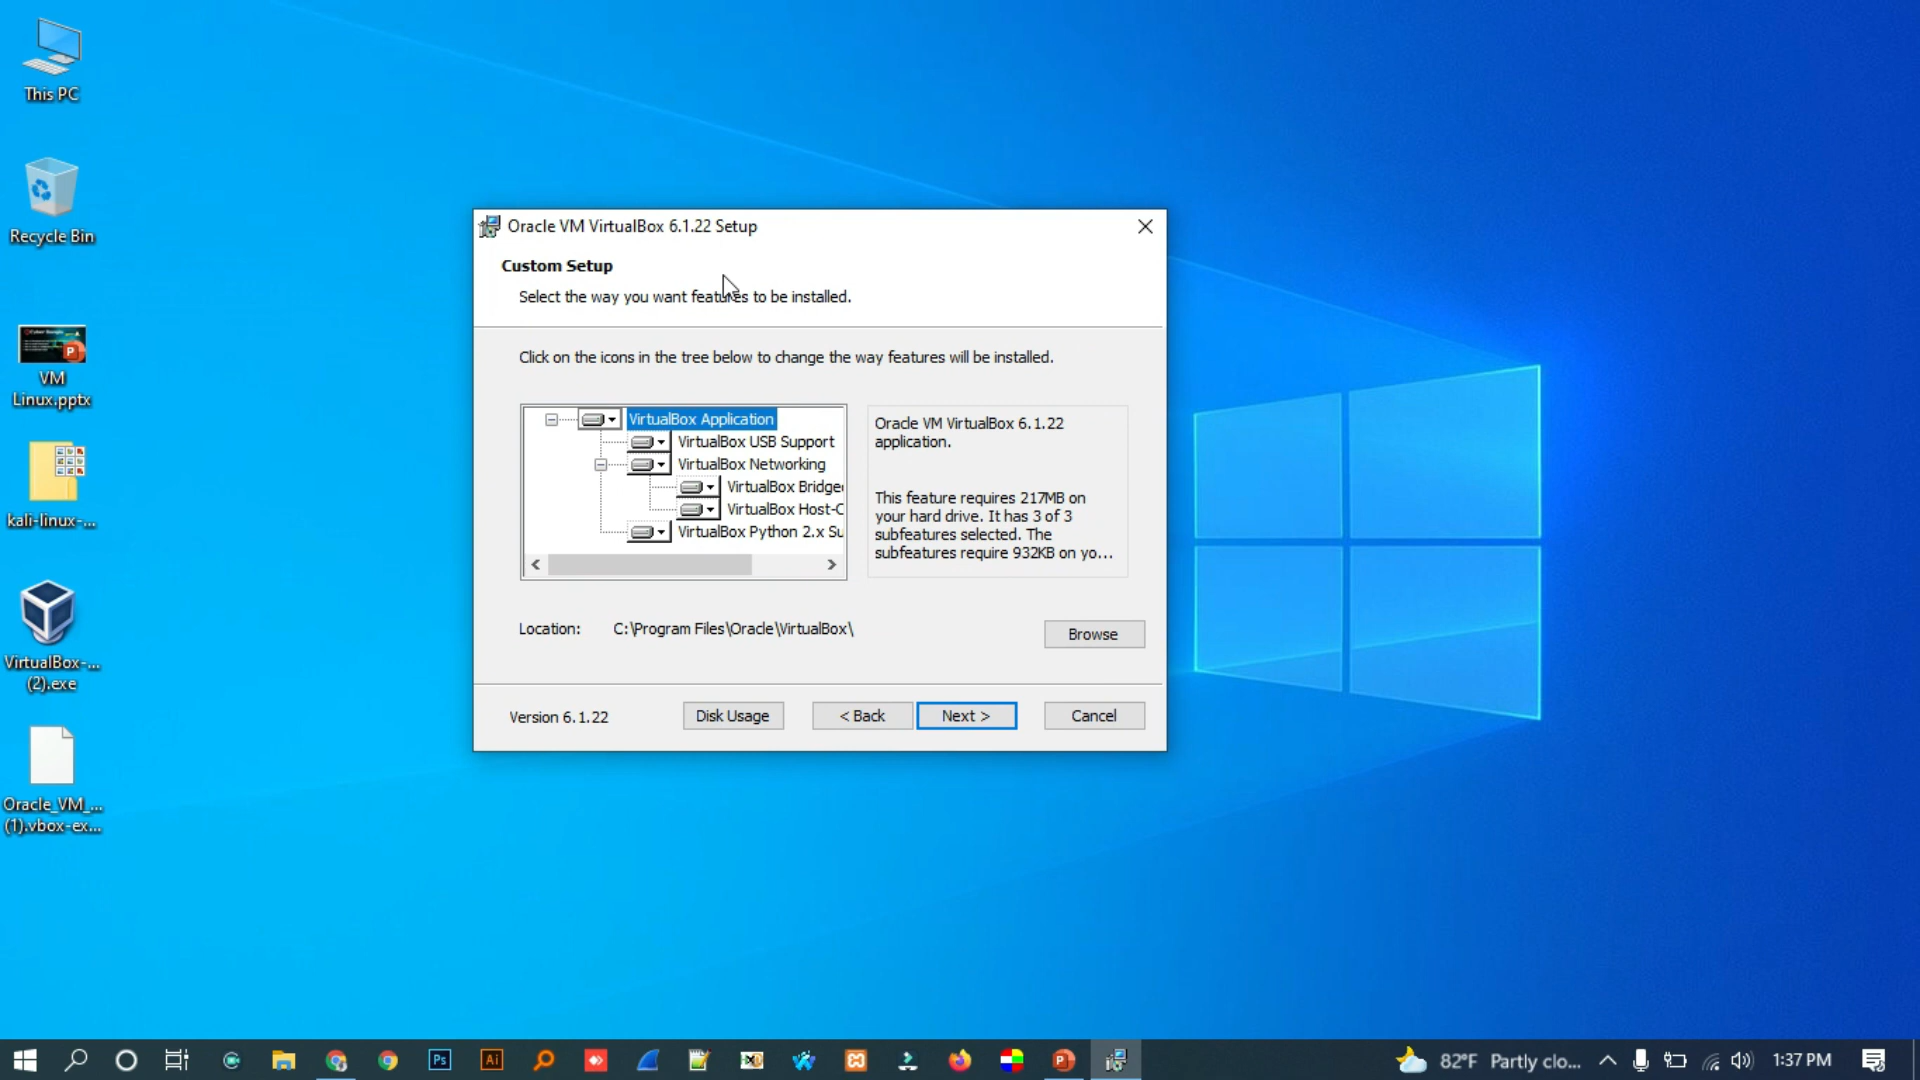 This PC
Recycle Bin
VM
Linux.pptx
kali-linux-...
VirtualBox-...
(2).exe
Oracle_VM_...
(1).vbox-ex...
Oracle VM VirtualBox 6.1.22 Setup
Custom Setup
Select the way you want features to be installed.
Click on the icons in the tree below to change the way features will be installed.
VirtualBox Application
VirtualBox USB Support
VirtualBox Networking
VirtualBox Bridge
VirtualBox Host-C
VirtualBox Python 2.x Su
Oracle VM VirtualBox 6.1.22
application.
This feature requires 217MB on
your hard drive. It has 3 of 3
subfeatures selected. The
subfeatures require 932KB on yo...
Location: C:\Program Files\Oracle\VirtualBox\
Browse
Version 6.1.22
Disk Usage
< Back
Next >
Cancel
Ps
Ai
82°F Partly clo...
1:37 PM